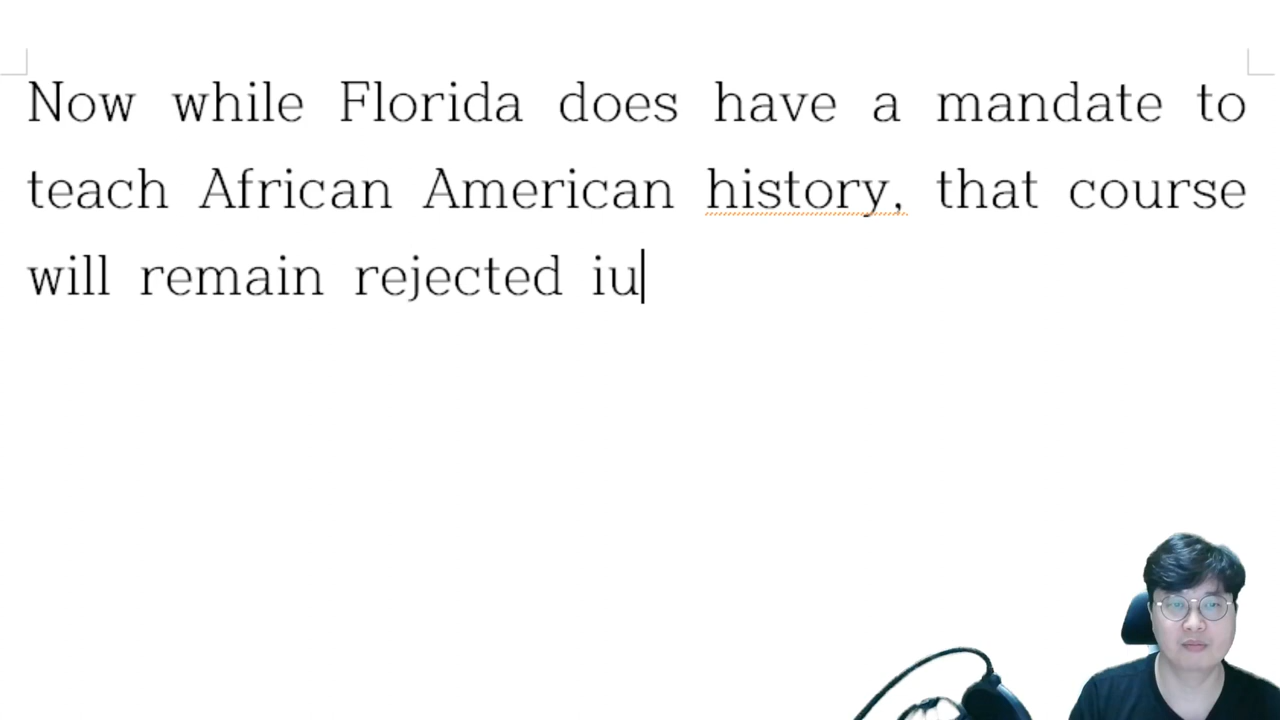 Now while Florida does have a mandate to
teach African American history, that course
will remain rejected iu